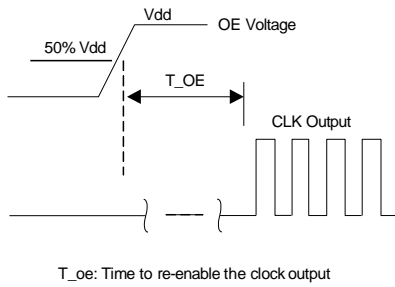 Vdd
OE Voltage
50% Vdd
T_OE
CLK Output
T_oe: Time to re-enable the clock output